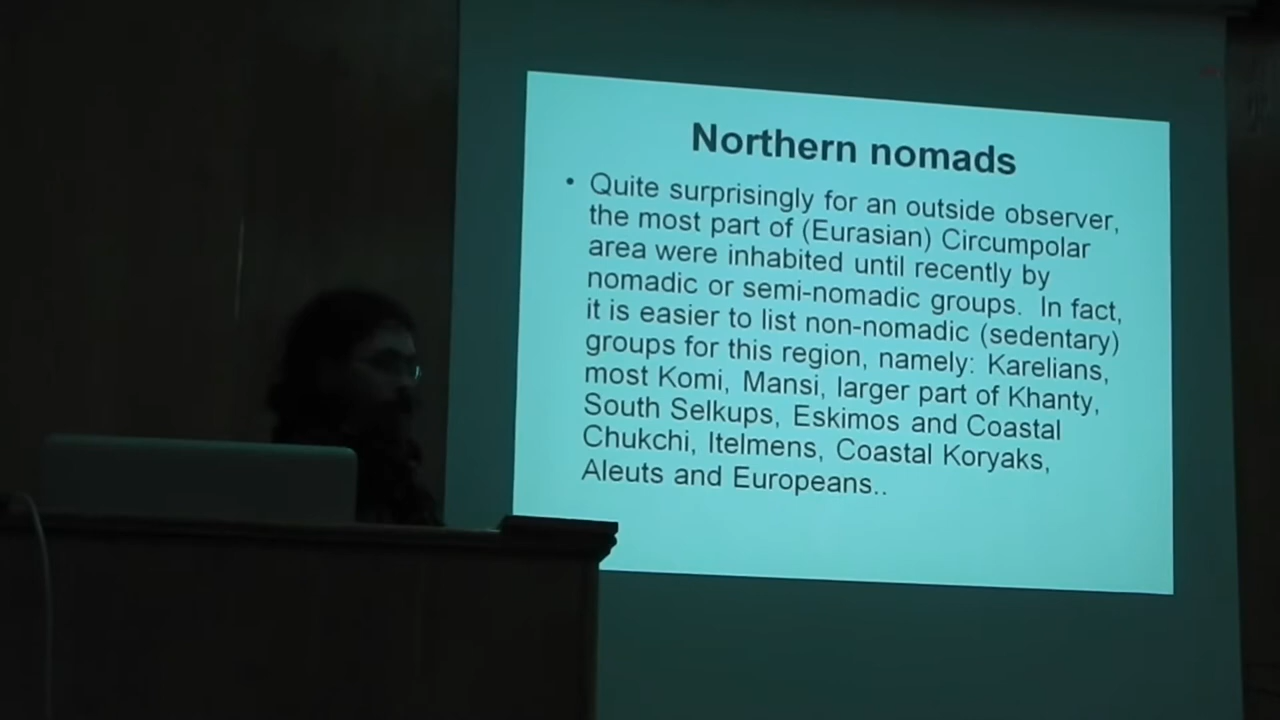 Northern nomads
• Quite surprisingly for an outside observer,
the most part of (Eurasian) Circumpolar
area were inhabited until recently by
nomadic or semi-nomadic groups. In fact,
it is easier to list non-nomadic (sedentary)
groups for this region, namely: Karelians,
most Komi, Mansi, larger part of Khanty,
South Selkups, Eskimos and Coastal
Chukchi, Itelmens, Coastal Koryaks,
Aleuts and Europeans..